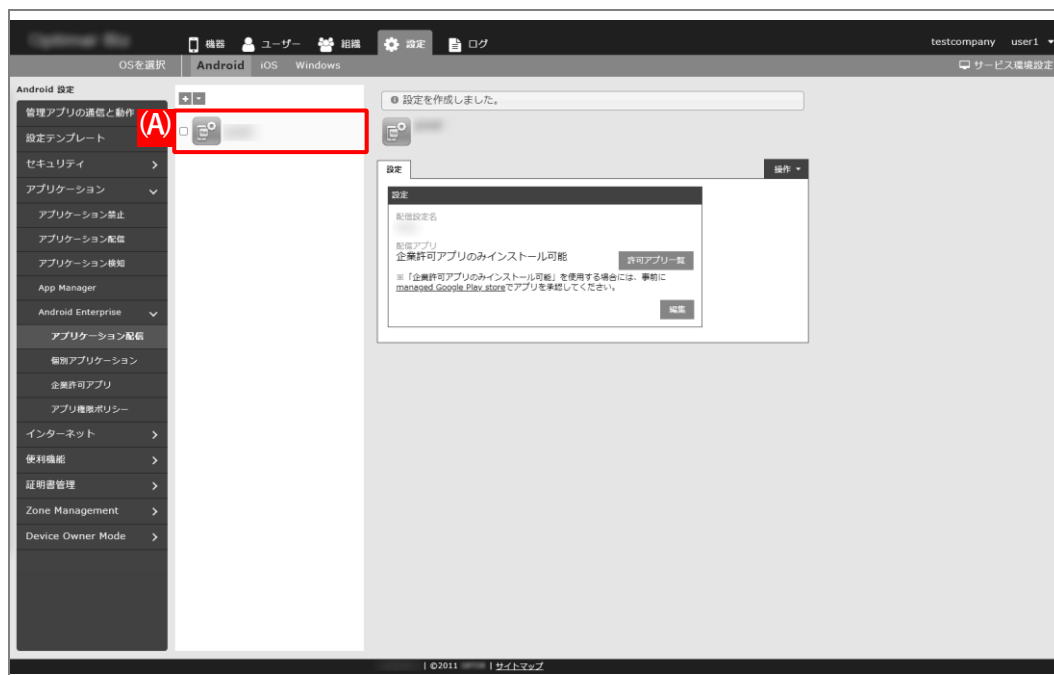 機器 ユーザー 組織 設定 ログ testcompany user1
OSを選択 Android iOS Windows サービス環境設定
Android 設定
管理アプリの通信と動作
設定テンプレート
セキュリティ
アプリケーション
アプリケーション禁止
アプリケーション配信
アプリケーション検知
App Manager
Android Enterprise
アプリケーション配信
個別アプリケーション
企業許可アプリ
アプリ権限ポリシー
インターネット
便利機能
証明書管理
Zone Management
Device Owner Mode
(A)
設定を作成しました。
設定 操作
設定
配信設定名
配信アプリ
企業許可アプリのみインストール可能 許可アプリ一覧
※「企業許可アプリのみインストール可能」を使用する場合には、事前に
managed Google Play storeでアプリを承認してください。
編集
| ©2011 | サイトマップ